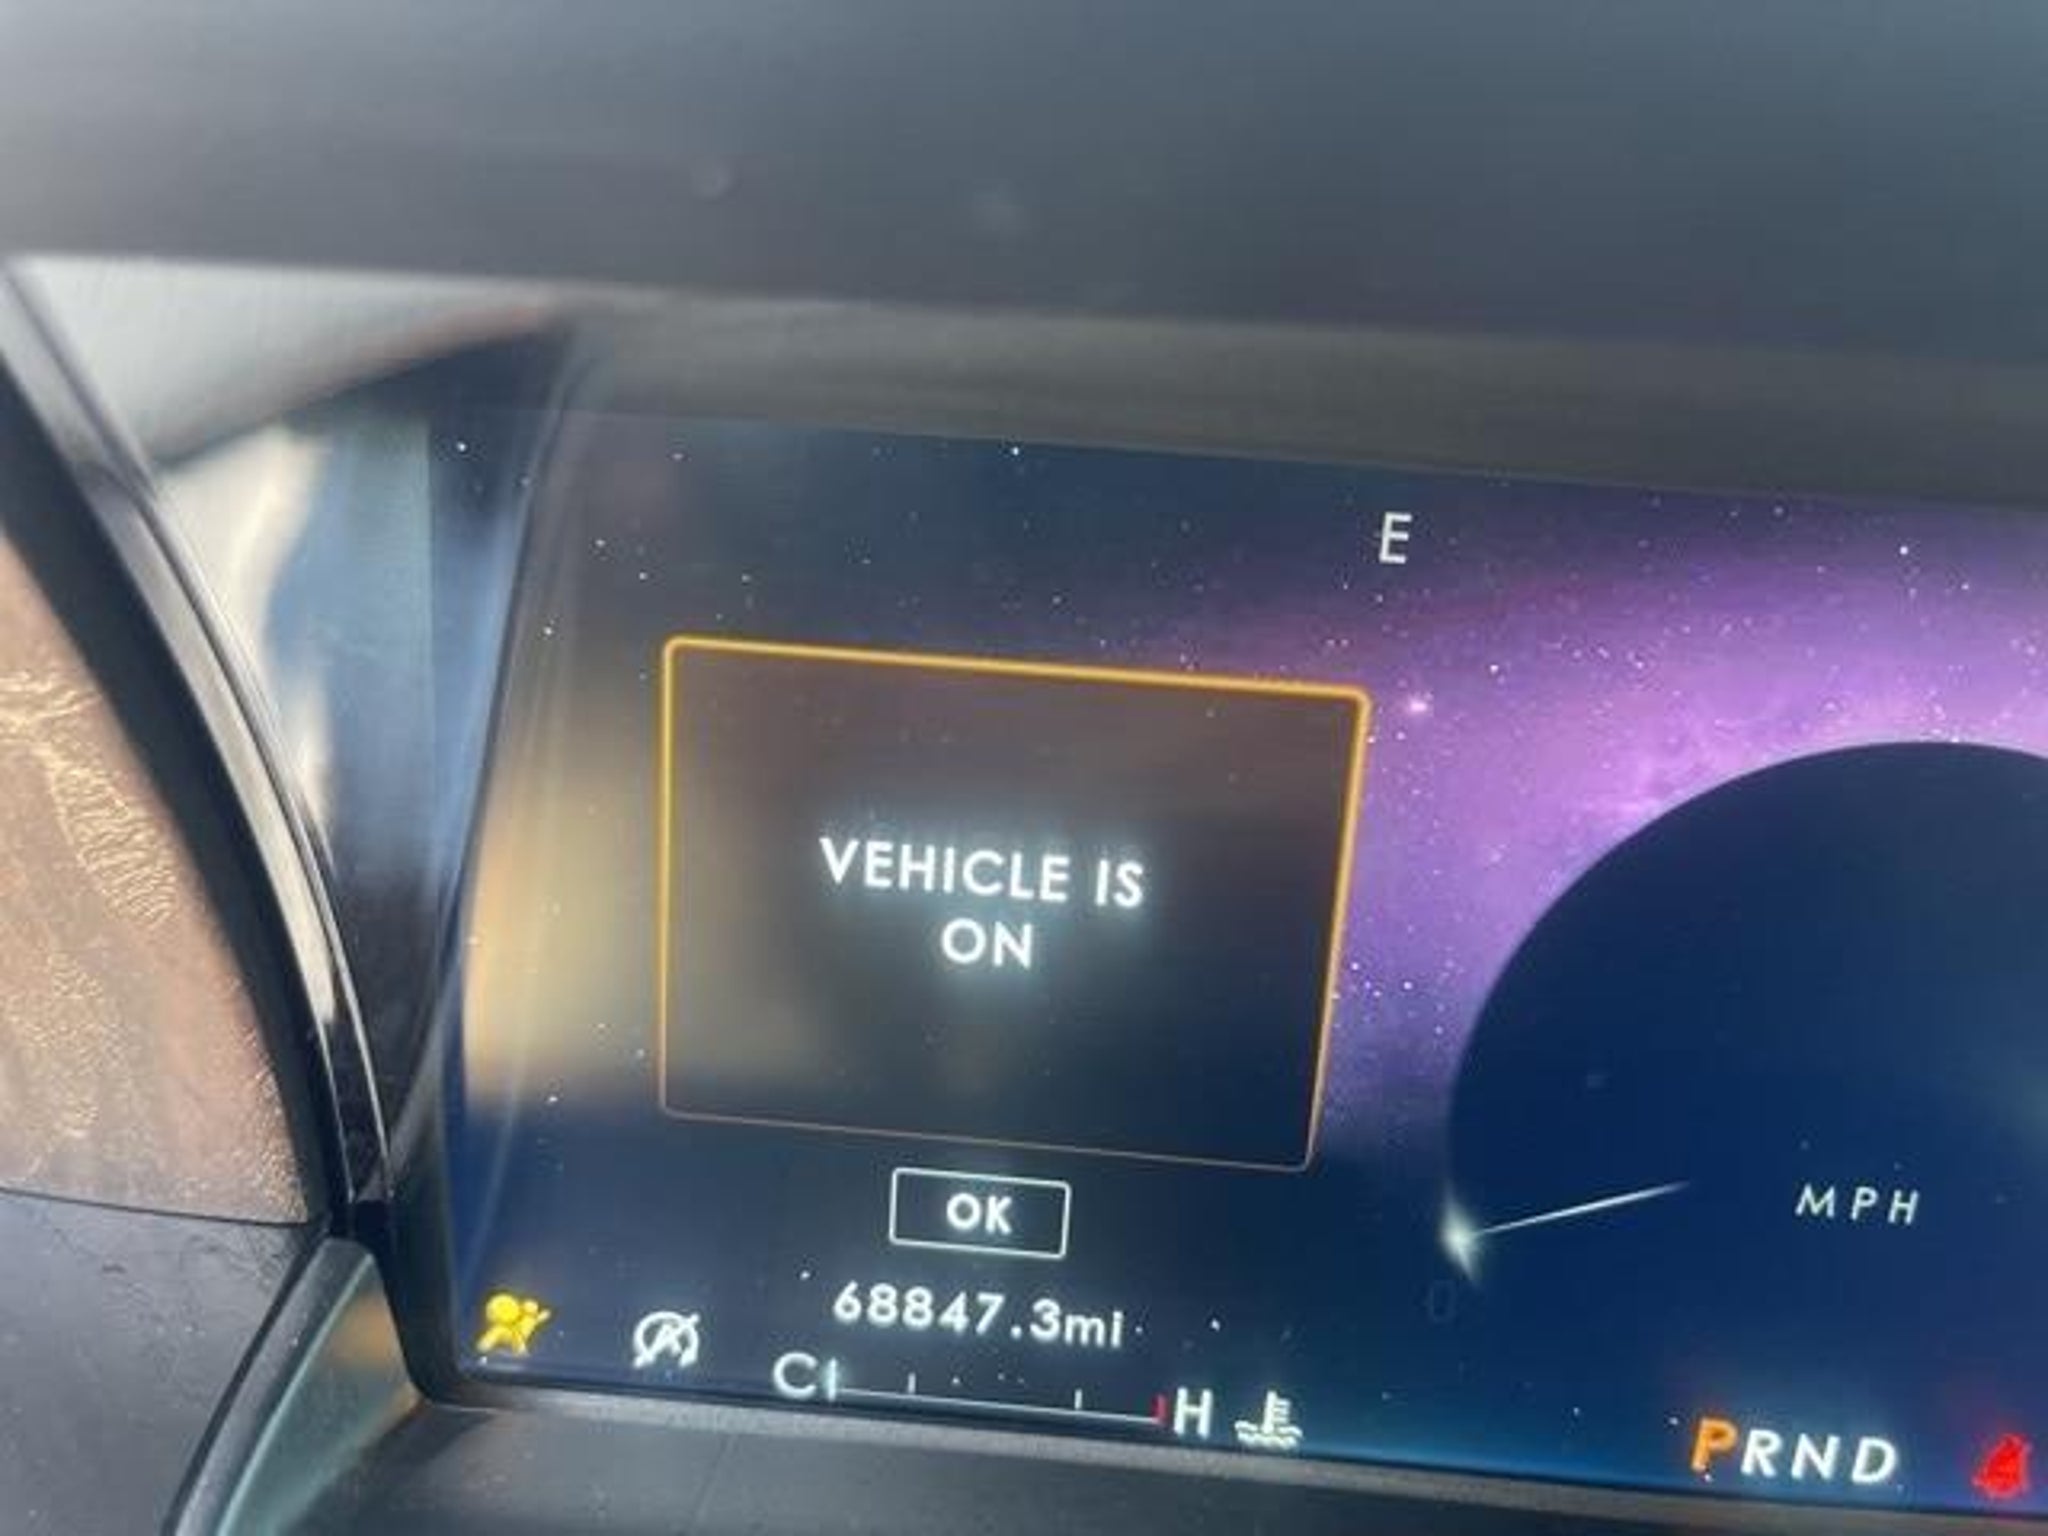 E
VEHICLE IS
ON
OK
MPH
68847.3mi
C H
PRND